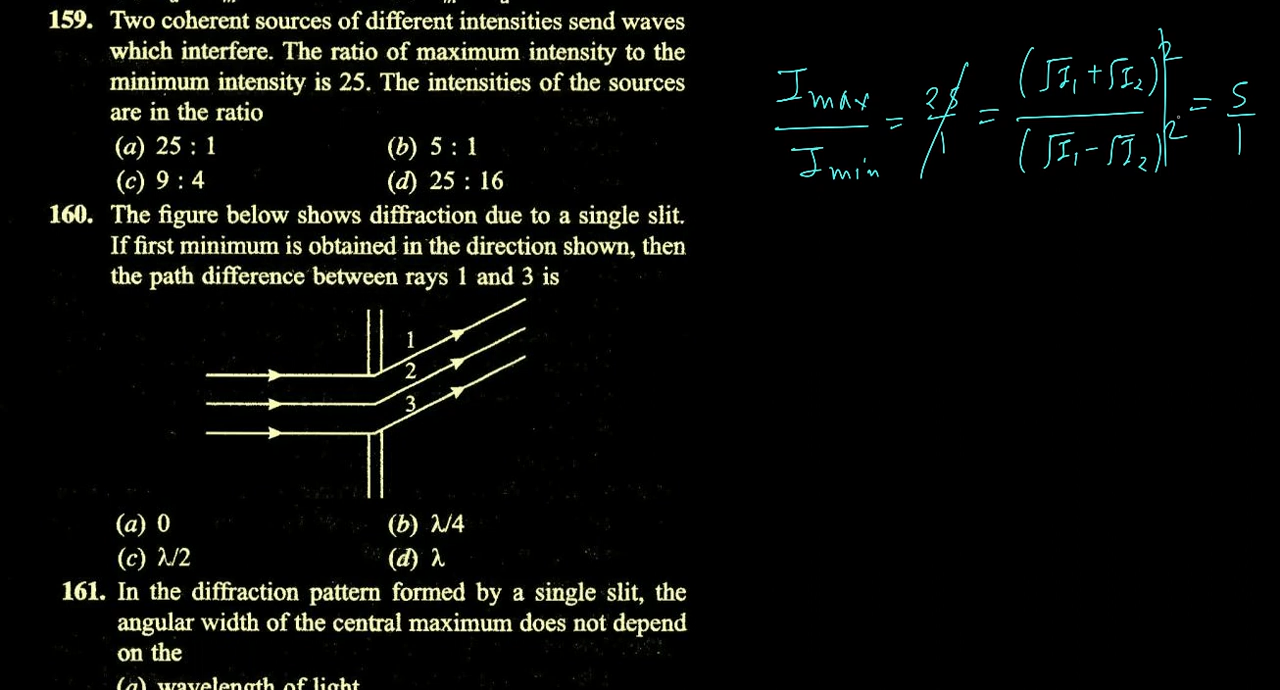 159. Two coherent sources of different intensities send waves
which interfere. The ratio of maximum intensity to the
minimum intensity is 25. The intensities of the sources
are in the ratio
(a) 25 : 1 (b) 5 : 1
(c) 9 : 4 (d) 25 : 16
160. The figure below shows diffraction due to a single slit.
If first minimum is obtained in the direction shown, then
the path difference between rays 1 and 3 is
1
2
3
(a) 0 (b) λ/4
(c) λ/2 (d) λ
161. In the diffraction pattern formed by a single slit, the
angular width of the central maximum does not depend
on the
(a) wavelength of light
Imax / Imin = 25 / 1 = (√I₁ + √I₂)² / (√I₁ - √I₂)² = 5 / 1